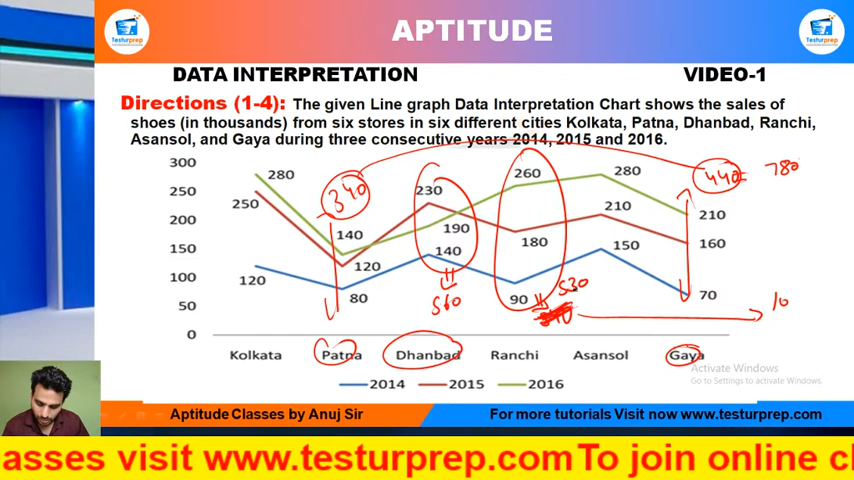 Testurprep
APTITUDE
Testurprep
DATA INTERPRETATION
VIDEO-1
Directions (1-4): The given Line graph Data Interpretation Chart shows the sales of
shoes (in thousands) from six stores in six different cities Kolkata, Patna, Dhanbad, Ranchi,
Asansol, and Gaya during three consecutive years 2014, 2015 and 2016.
300
250
200
150
100
50
0
280
250
120
340
140
120
80
230
190
140
560
260
180
90
530
280
210
150
440 = 780
210
160
70
10
Kolkata Patna Dhanbad Ranchi Asansol Gaya
2014 2015 2016
Activate Windows
Go to Settings to activate Windows.
Aptitude Classes by Anuj Sir
For more tutorials Visit now www.testurprep.com
asses visit www.testurprep.com To join online cl